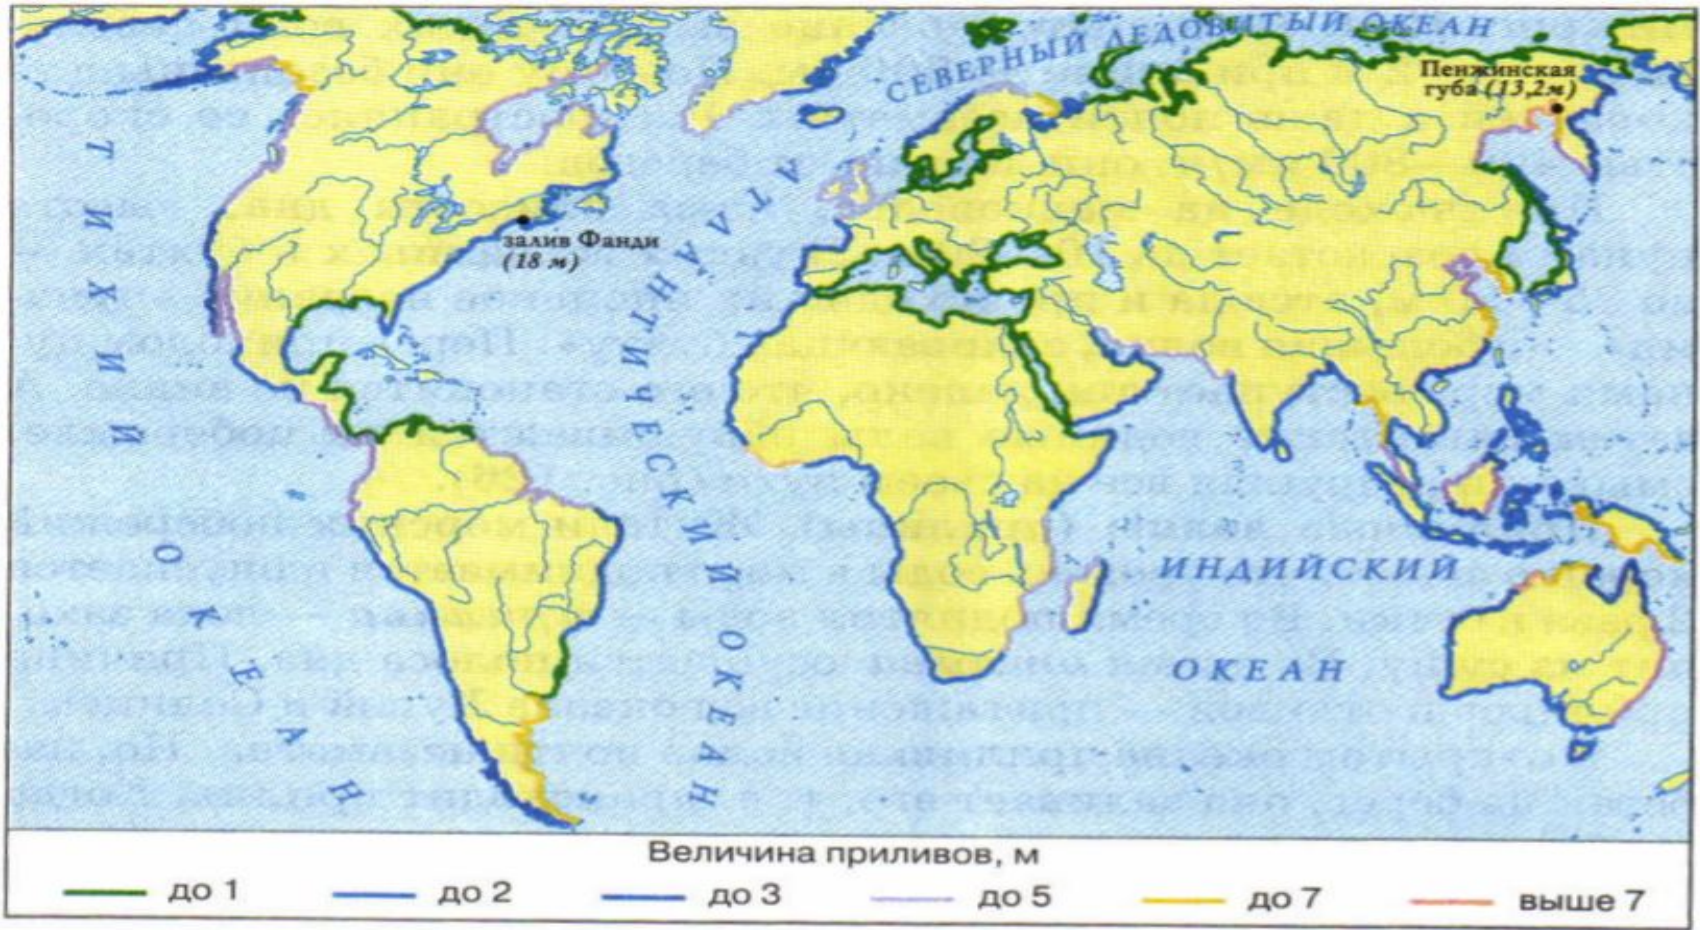 СЕВЕРНЫЙ ЛЕДОВИТЫЙ ОКЕАН
Пенжинская
губа (13,2м)
ТИХИЙ ОКЕАН
АТЛАНТИЧЕСКИЙ ОКЕАН
залив Фанди
(18 м)
ИНДИЙСКИЙ
ОКЕАН
Величина приливов, м
до 1 до 2 до 3 до 5 до 7 выше 7